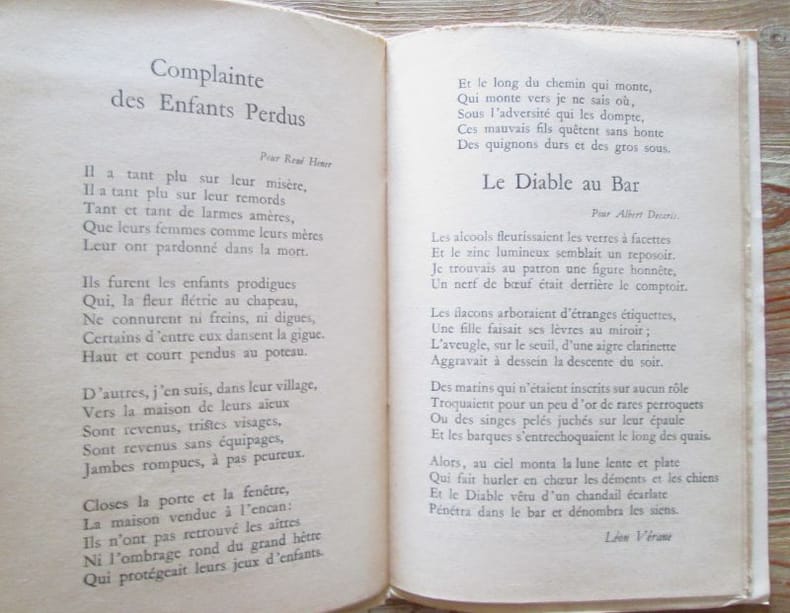 Complainte
des Enfants Perdus
Pour René Hener
Il a tant plu sur leur misère,
Il a tant plu sur leur remords
Tant et tant de larmes amères,
Que leurs femmes comme leurs mères
Leur ont pardonné dans la mort.
Ils furent les enfants prodigues
Qui, la fleur flétrie au chapeau,
Ne connurent ni freins, ni digues,
Certains d'entre eux dansent la gigue.
Haut et court pendus au poteau.
D'autres, j'en suis, dans leur village,
Vers la maison de leurs aïeux
Sont revenus, tristes visages,
Sont revenus sans équipages,
Jambes rompues, à pas peureux.
Closes la porte et la fenêtre,
La maison vendue à l'encan:
Ils n'ont pas retrouvé les aîtres
Ni l'ombrage rond du grand hêtre
Qui protégeait leurs jeux d'enfants.
Et le long du chemin qui monte,
Qui monte vers je ne sais où,
Sous l'adversité qui les dompte,
Ces mauvais fils quêtent sans honte
Des quignons durs et des gros sous.
Le Diable au Bar
Pour Albert Decaris.
Les alcools fleurissaient les verres à facettes
Et le zinc lumineux semblait un reposoir.
Je trouvais au patron une figure honnête,
Un nerf de bœuf était derrière le comptoir.
Les flacons arboraient d'étranges étiquettes,
Une fille faisait ses lèvres au miroir ;
L'aveugle, sur le seuil, d'une aigre clarinette
Aggravait à dessein la descente du soir.
Des marins qui n'étaient inscrits sur aucun rôle
Troquaient pour un peu d'or de rares perroquets
Ou des singes pelés juchés sur leur épaule
Et les barques s'entrechoquaient le long des quais.
Alors, au ciel monta la lune lente et plate
Qui fait hurler en chœur les déments et les chiens
Et le Diable vêtu d'un chandail écarlate
Pénétra dans le bar et dénombra les siens.
Léon Vérane